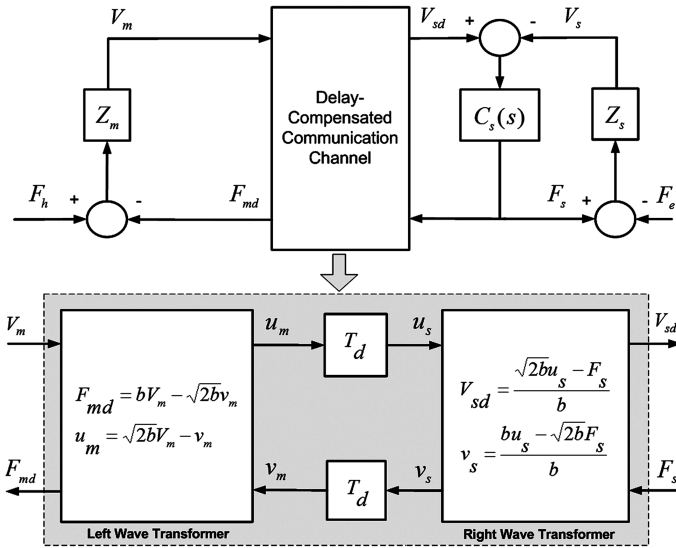 V_m
V_sd
+
-
V_s
Z_m
Delay-
Compensated
Communication
Channel
C_s(s)
Z_s
F_h
+
-
F_md
F_s
+
-
F_e
V_m
u_m
T_d
u_s
V_sd
F_md = bV_m − √2b v_m
u_m = √2b V_m − v_m
V_sd = (√2b u_s − F_s) / b
v_s = (bu_s − √2b F_s) / b
F_md
v_m
T_d
v_s
F_s
Left Wave Transformer
Right Wave Transformer